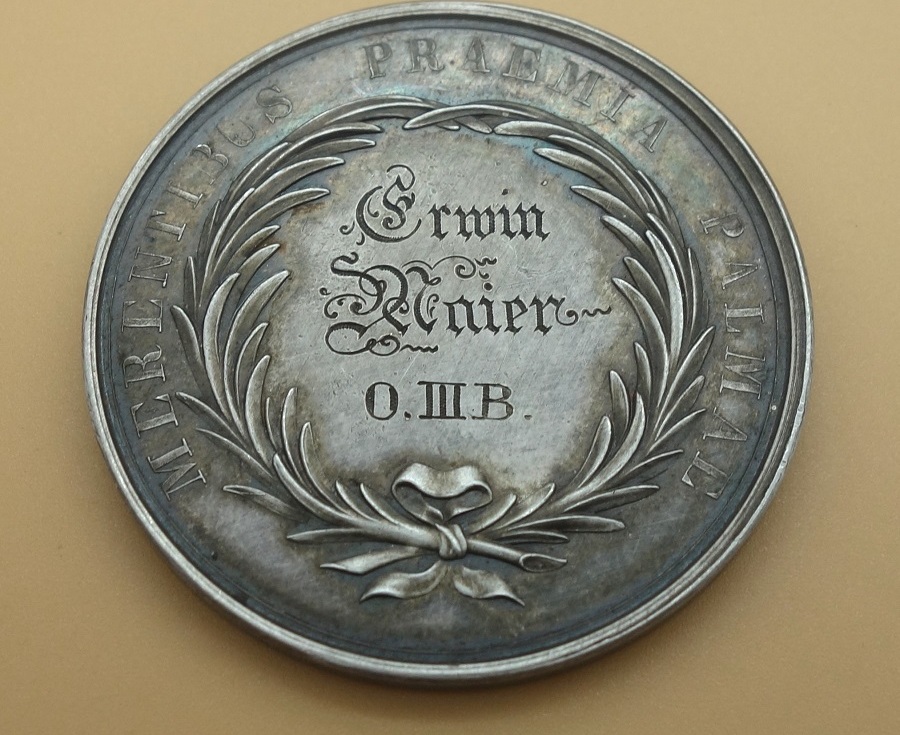 MERENTIBUS PRAEMIA PALMAE
Erwin
Maier
O.III.B.